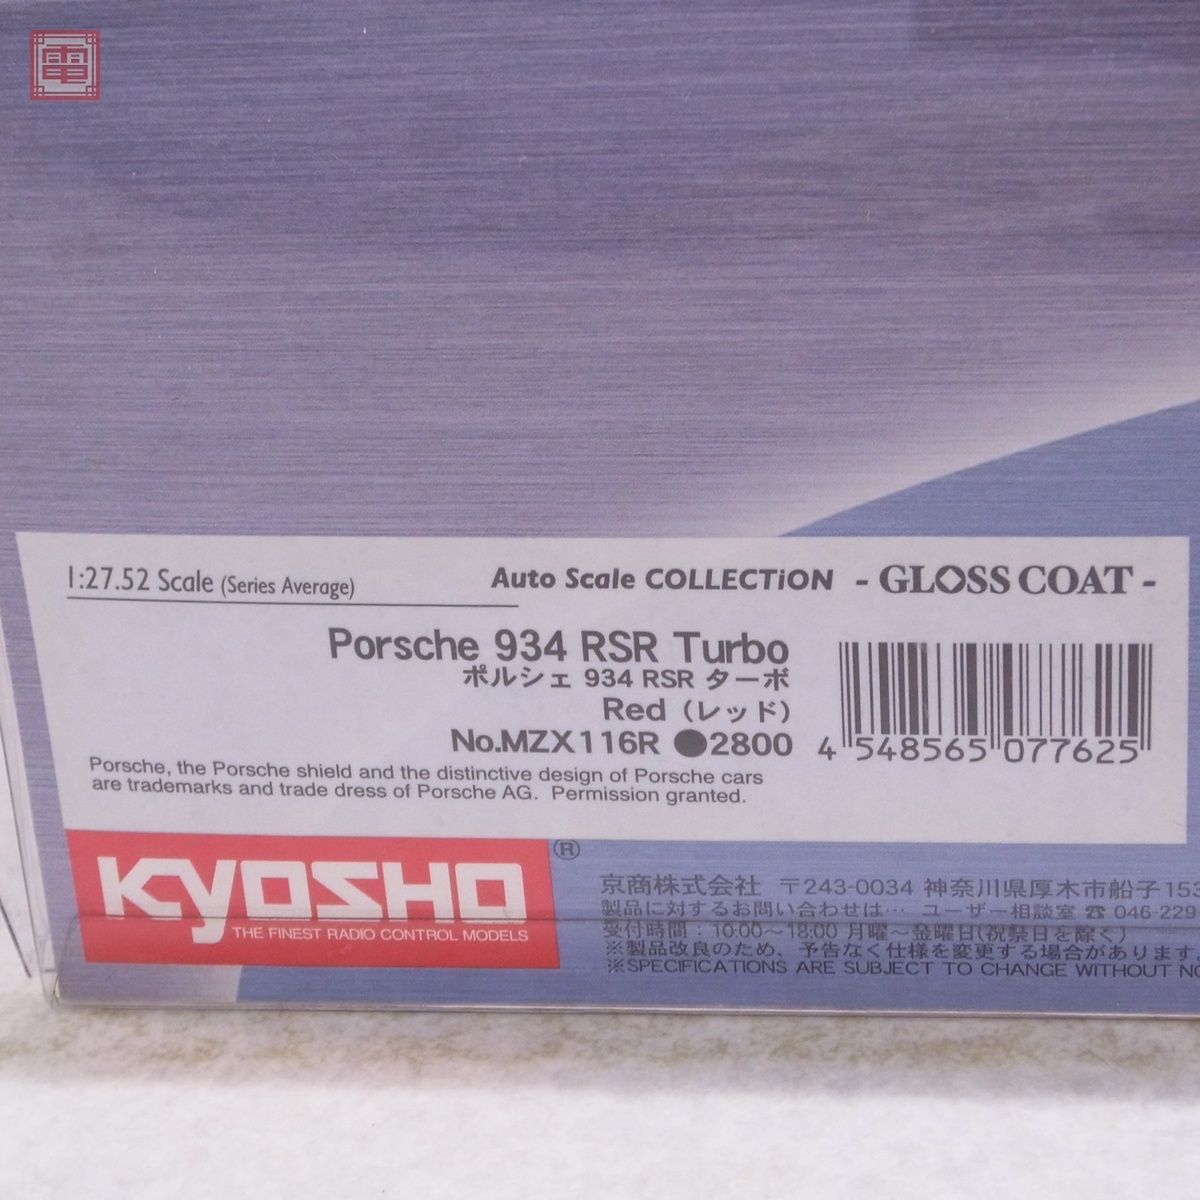 1:27.52 Scale (Series Average)
Auto Scale COLLECTiON - GLOSS COAT -
Porsche 934 RSR Turbo
ポルシェ 934 RSR ターボ
Red (レッド)
No.MZX116R ●2800
4 548565 077625
Porsche, the Porsche shield and the distinctive design of Porsche cars
are trademarks and trade dress of Porsche AG. Permission granted.
KYOSHO ®
THE FINEST RADIO CONTROL MODELS
京商株式会社 〒243-0034 神奈川県厚木市船子153
製品に対するお問い合わせは… ユーザー相談室 ☎ 046-229
受付時間:10:00〜18:00 月曜〜金曜日(祝祭日を除く)
※製品改良のため、予告なく仕様を変更する場合があります。
※SPECIFICATIONS ARE SUBJECT TO CHANGE WITHOUT NO